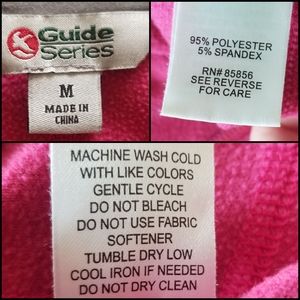 Guide
Series
M
MADE IN
CHINA
95% POLYESTER
5% SPANDEX
RN# 85856
SEE REVERSE
FOR CARE
MACHINE WASH COLD
WITH LIKE COLORS
GENTLE CYCLE
DO NOT BLEACH
DO NOT USE FABRIC
SOFTENER
TUMBLE DRY LOW
COOL IRON IF NEEDED
DO NOT DRY CLEAN